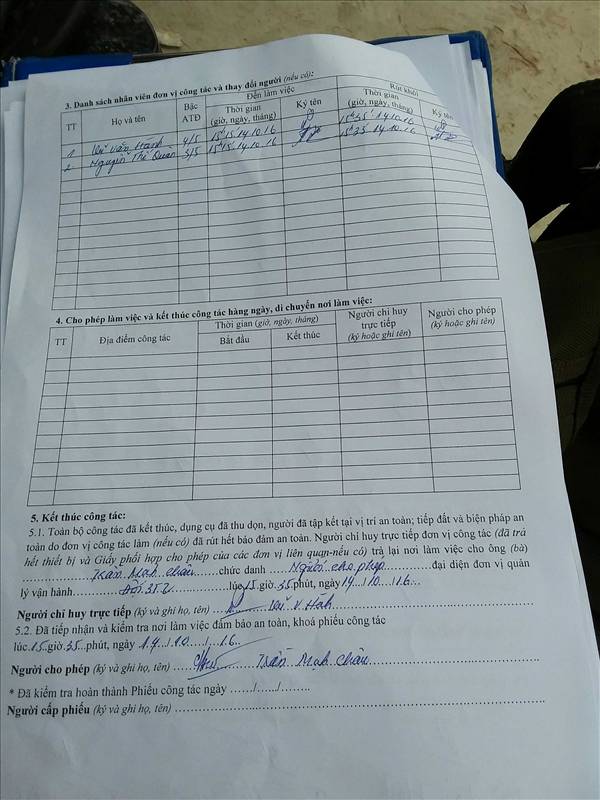 3. Danh sách nhân viên đơn vị công tác và thay đổi người (nếu có):
TT Họ và tên Bậc ATĐ Đến làm việc Rút khỏi
Thời gian (giờ, ngày, tháng) Ký tên Thời gian (giờ, ngày, tháng) Ký tên
1 Văn Hanh 4/5 15h15' 14.10.16 15h35' 14.10.16
2 Nguyễn Thế Quân 3/5 15h15' 14.10.16 15h35' 14.10.16
4. Cho phép làm việc và kết thúc công tác hàng ngày, di chuyển nơi làm việc:
TT Địa điểm công tác Thời gian (giờ, ngày, tháng) Người chỉ huy trực tiếp (ký hoặc ghi tên) Người cho phép (ký hoặc ghi tên)
Bắt đầu Kết thúc
5. Kết thúc công tác:
5.1. Toàn bộ công tác đã kết thúc, dụng cụ đã thu dọn, người đã tập kết tại vị trí an toàn; tiếp đất và biện pháp an
toàn do đơn vị công tác làm (nếu có) đã rút hết bảo đảm an toàn. Người chỉ huy trực tiếp đơn vị công tác (đã trả
hết thiết bị và Giấy phối hợp cho phép của các đơn vị liên quan-nếu có) trả lại nơi làm việc cho ông (bà)
Trần Mạnh Châu chức danh Người cho phép đại diện đơn vị quản
lý vận hành lúc 15 giờ 35 phút, ngày 14/10/16
Người chỉ huy trực tiếp (ký và ghi họ, tên) V. Hanh
5.2. Đã tiếp nhận và kiểm tra nơi làm việc đảm bảo an toàn, khoá phiếu công tác
lúc 15 giờ 35 phút, ngày 14/10/16
Người cho phép (ký và ghi họ, tên) Trần Mạnh Châu
* Đã kiểm tra hoàn thành Phiếu công tác ngày ....../....../........
Người cấp phiếu (ký và ghi họ, tên)